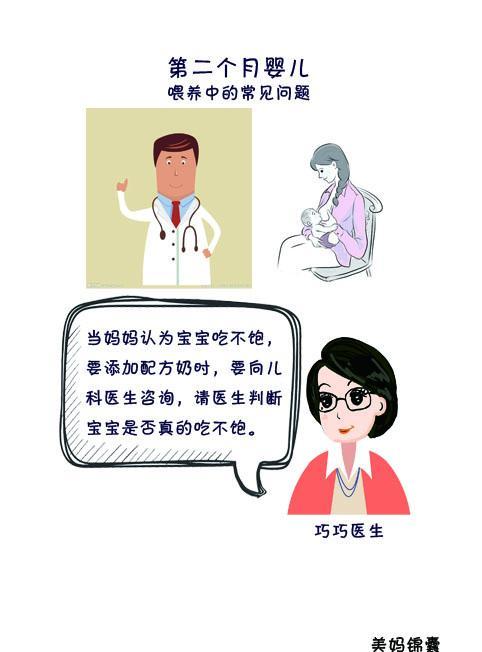 第二个月婴儿
喂养中的常见问题
当妈妈认为宝宝吃不饱，
要添加配方奶时，要向儿
科医生咨询，请医生判断
宝宝是否真的吃不饱。
巧巧医生
美妈锦囊